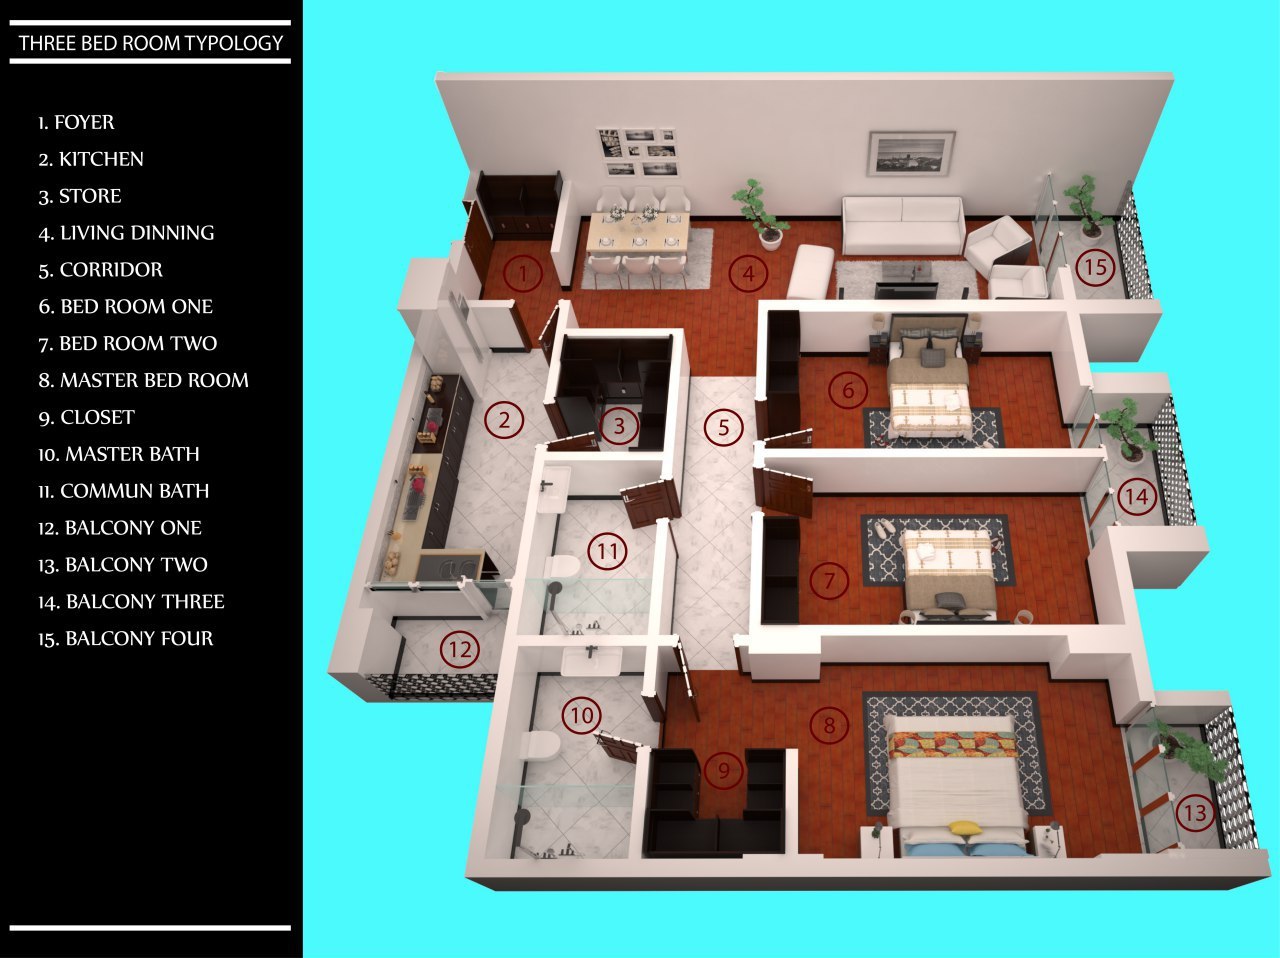 THREE BED ROOM TYPOLOGY
1. FOYER
2. KITCHEN
3. STORE
4. LIVING DINNING
5. CORRIDOR
6. BED ROOM ONE
7. BED ROOM TWO
8. MASTER BED ROOM
9. CLOSET
10. MASTER BATH
11. COMMUN BATH
12. BALCONY ONE
13. BALCONY TWO
14. BALCONY THREE
15. BALCONY FOUR
1
4
15
2
3
5
6
14
11
7
12
10
9
8
13